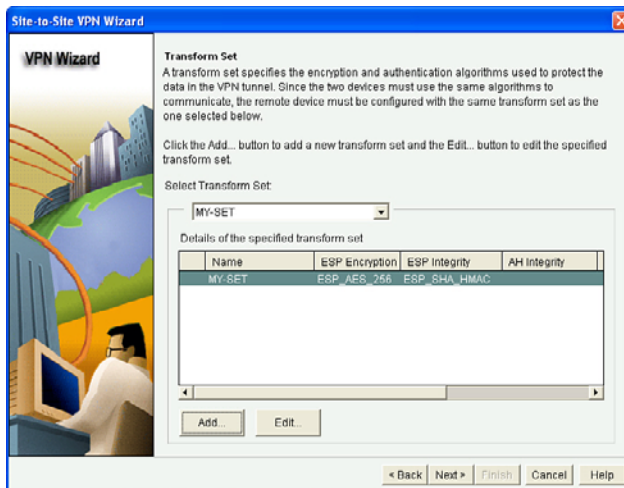 Site-to-Site VPN Wizard
VPN Wizard
Transform Set
A transform set specifies the encryption and authentication algorithms used to protect the
data in the VPN tunnel. Since the two devices must use the same algorithms to
communicate, the remote device must be configured with the same transform set as the
one selected below.
Click the Add... button to add a new transform set and the Edit... button to edit the specified
transform set.
Select Transform Set:
MY-SET
Details of the specified transform set
Name ESP Encryption ESP Integrity AH Integrity
MY-SET ESP_AES_256 ESP_SHA_HMAC
Add... Edit...
< Back Next > Finish Cancel Help